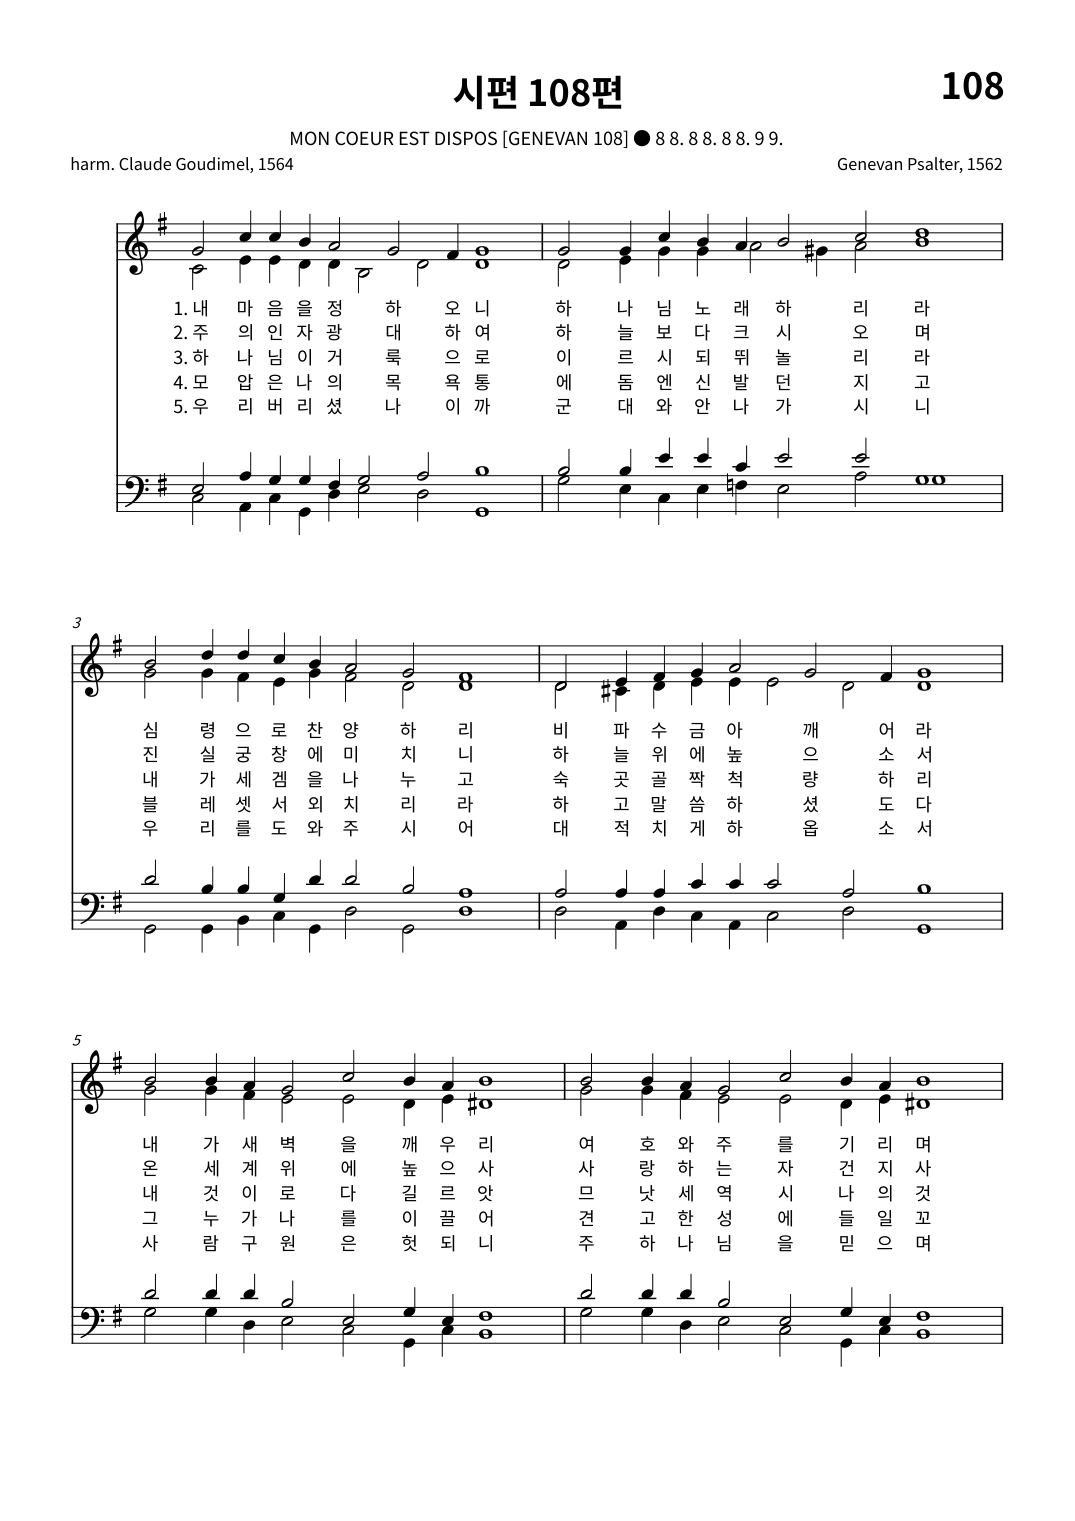 시편 108편
108
MON COEUR EST DISPOS [GENEVAN 108] ● 8 8. 8 8. 8 8. 9 9.
harm. Claude Goudimel, 1564
Genevan Psalter, 1562
1. 내 마 음 을 정 하 오 니 하 나 님 노 래 하 리 라
2. 주 의 인 자 광 대 하 여 하 늘 보 다 크 시 오 며
3. 하 나 님 이 거 룩 으 로 이 르 시 되 뛰 놀 리 라
4. 모 압 은 나 의 목 욕 통 에 돔 엔 신 발 던 지 고
5. 우 리 버 리 셨 나 이 까 군 대 와 안 나 가 시 니
3
심 령 으 로 찬 양 하 리 비 파 수 금 아 깨 어 라
진 실 궁 창 에 미 치 니 하 늘 위 에 높 으 소 서
내 가 세 겜 을 나 누 고 숙 곳 골 짝 척 량 하 리
블 레 셋 서 외 치 리 라 하 고 말 씀 하 셨 도 다
우 리 를 도 와 주 시 어 대 적 치 게 하 옵 소 서
5
내 가 새 벽 을 깨 우 리 여 호 와 주 를 기 리 며
온 세 계 위 에 높 으 사 사 랑 하 는 자 건 지 사
내 것 이 로 다 길 르 앗 므 낫 세 역 시 나 의 것
그 누 가 나 를 이 끌 어 견 고 한 성 에 들 일 꼬
사 람 구 원 은 헛 되 니 주 하 나 님 을 믿 으 며